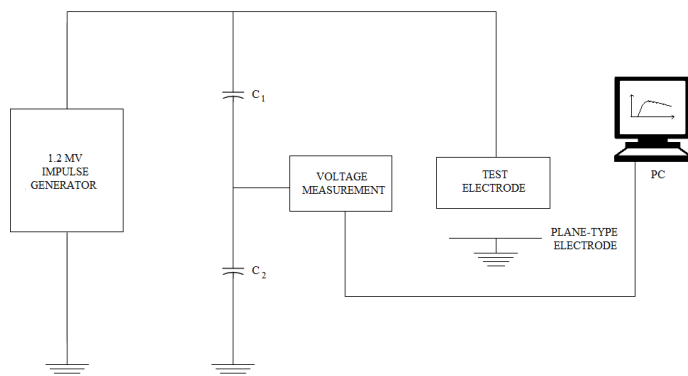 1.2 MV
IMPULSE
GENERATOR
C1
VOLTAGE
MEASUREMENT
C2
TEST
ELECTRODE
PLANE-TYPE
ELECTRODE
PC